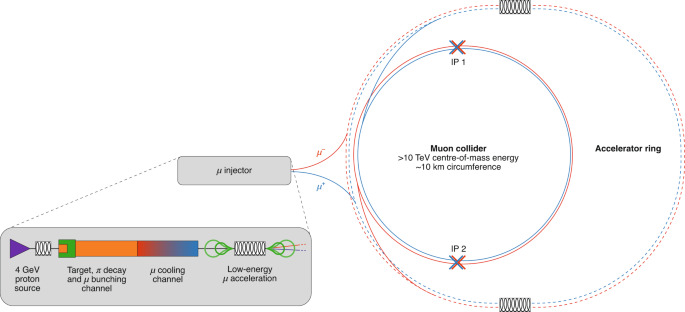 IP 1
μ−
Muon collider
>10 TeV centre-of-mass energy
~10 km circumference
Accelerator ring
μ injector
μ+
IP 2
4 GeV
proton
source
Target, π decay
and μ bunching
channel
μ cooling
channel
Low-energy
μ acceleration